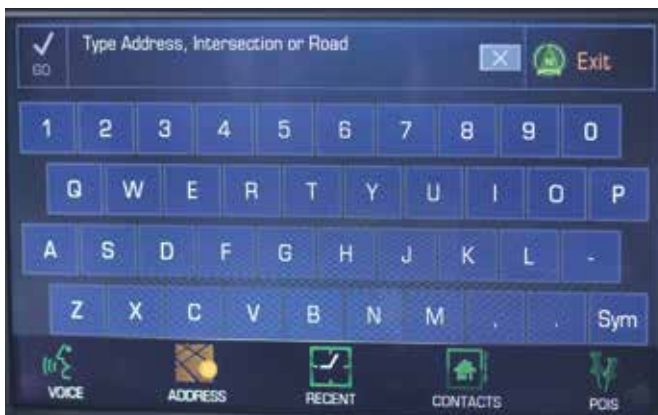 Type Address, Intersection or Road
GO
Exit
1 2 3 4 5 6 7 8 9 0
Q W E R T Y U I O P
A S D F G H J K L -
Z X C V B N M , . Sym
VOICE ADDRESS RECENT CONTACTS POIS